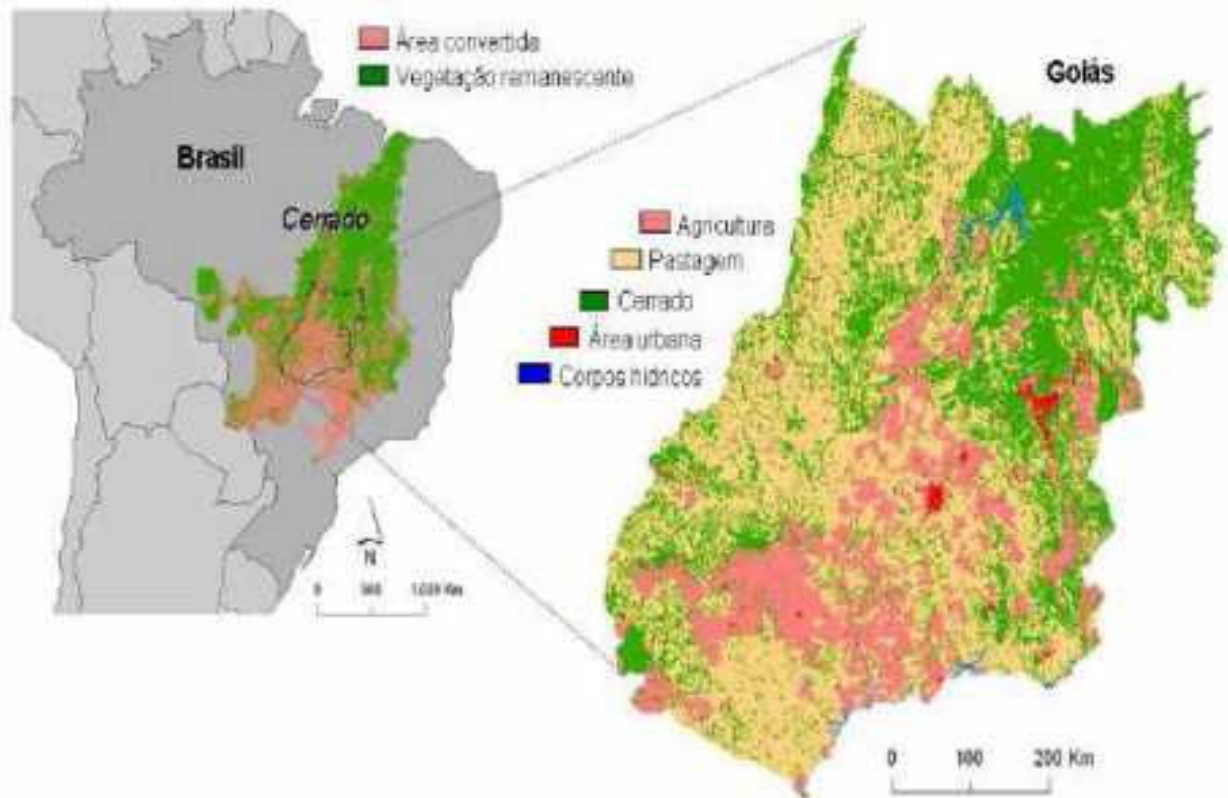 Área convertida
Vegetação remanescente
Brasil
Cerrado
N
0 500 1.000 Km
Goiás
Agricultura
Pastagem
Cerrado
Área urbana
Corpos hídricos
0 100 200 Km